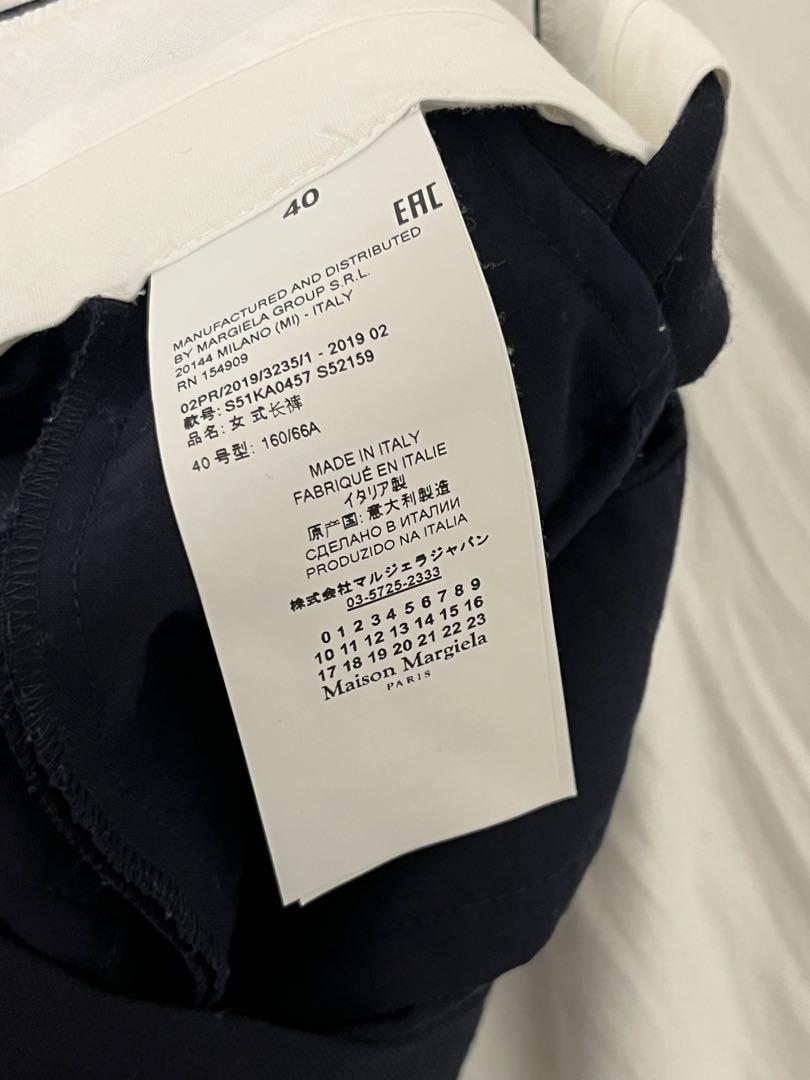 40
EAC
MANUFACTURED AND DISTRIBUTED
BY MARGIELA GROUP S.R.L.
20144 MILANO (MI) - ITALY
RN 154909
02PR/2019/3235/1 - 2019 02
款号: S51KA0457 S52159
品名: 女 式长裤
40 号型: 160/66A
MADE IN ITALY
FABRIQUÉ EN ITALIE
イタリア製
原产国: 意大利製造
СДЕЛАНО В ИТАЛИИ
PRODUZIDO NA ITALIA
株式会社マルジェラジャパン
03-5725-2333
0 1 2 3 4 5 6 7 8 9
10 11 12 13 14 15 16
17 18 19 20 21 22 23
Maison Margiela
PARIS